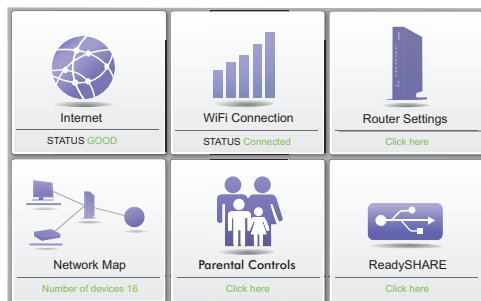 Internet
STATUS GOOD
WiFi Connection
STATUS Connected
Router Settings
Click here
Network Map
Number of devices 16
Parental Controls
Click here
ReadySHARE
Click here